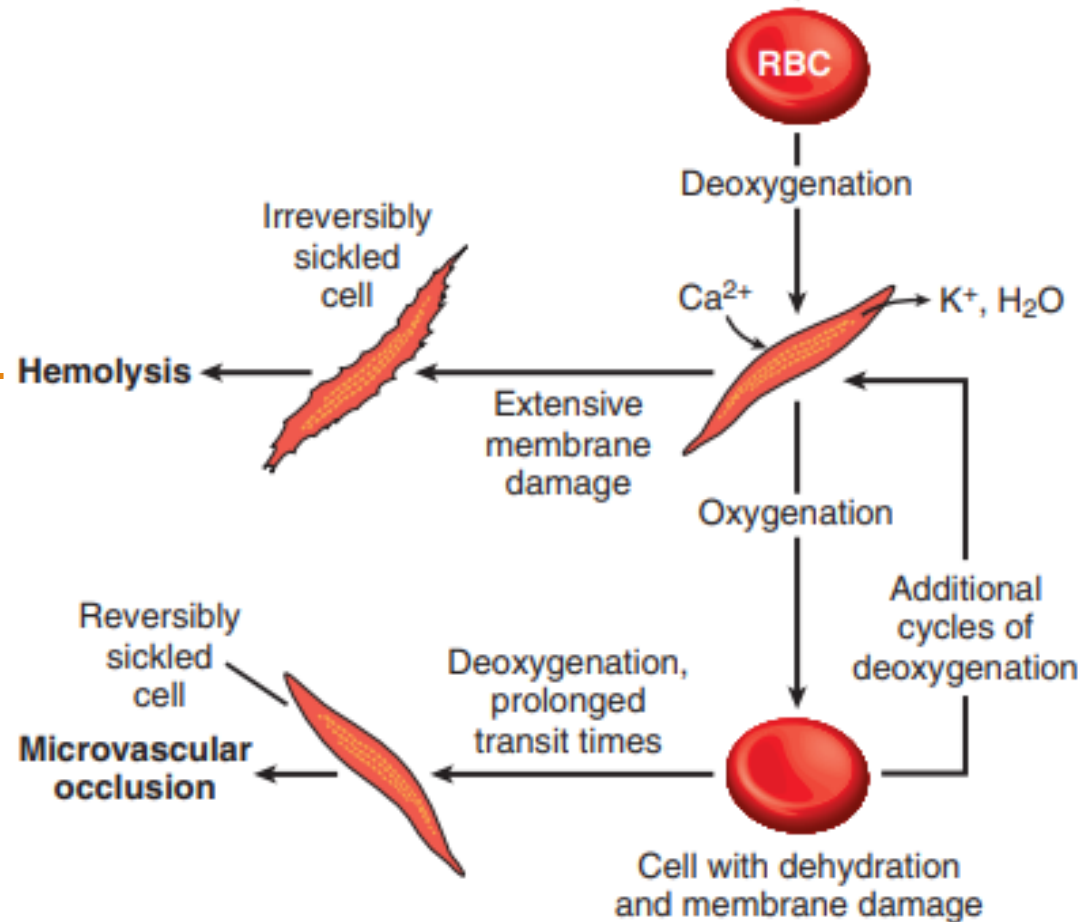 RBC
Deoxygenation
Irreversibly
sickled
cell
Ca²⁺
K⁺, H₂O
Hemolysis
Extensive
membrane
damage
Oxygenation
Additional
cycles of
deoxygenation
Reversibly
sickled
cell
Deoxygenation,
prolonged
transit times
Microvascular
occlusion
Cell with dehydration
and membrane damage